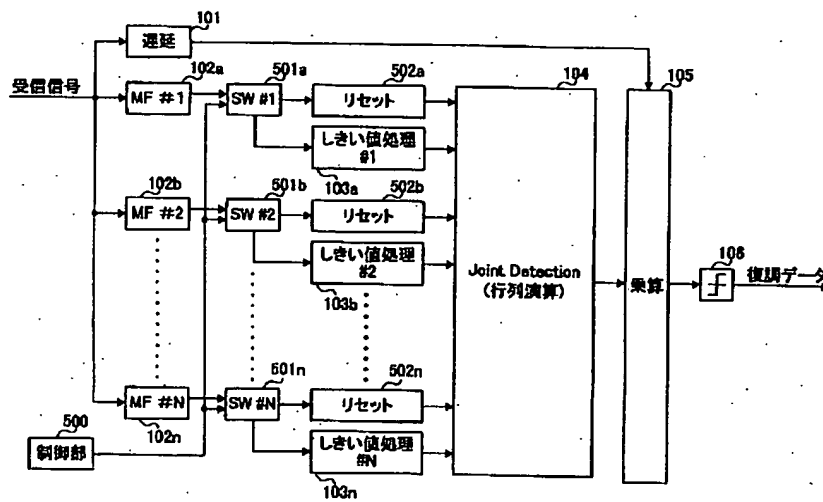 101
遅延
受信信号
102a
MF #1
501a
SW #1
502a
リセット
しきい値処理
#1
103a
104
105
102b
MF #2
501b
SW #2
502b
リセット
しきい値処理
#2
103b
Joint Detection
(行列演算)
乗算
106
復調データ
501n
502n
MF #N
102n
SW #N
リセット
しきい値処理
#N
103n
500
制御部